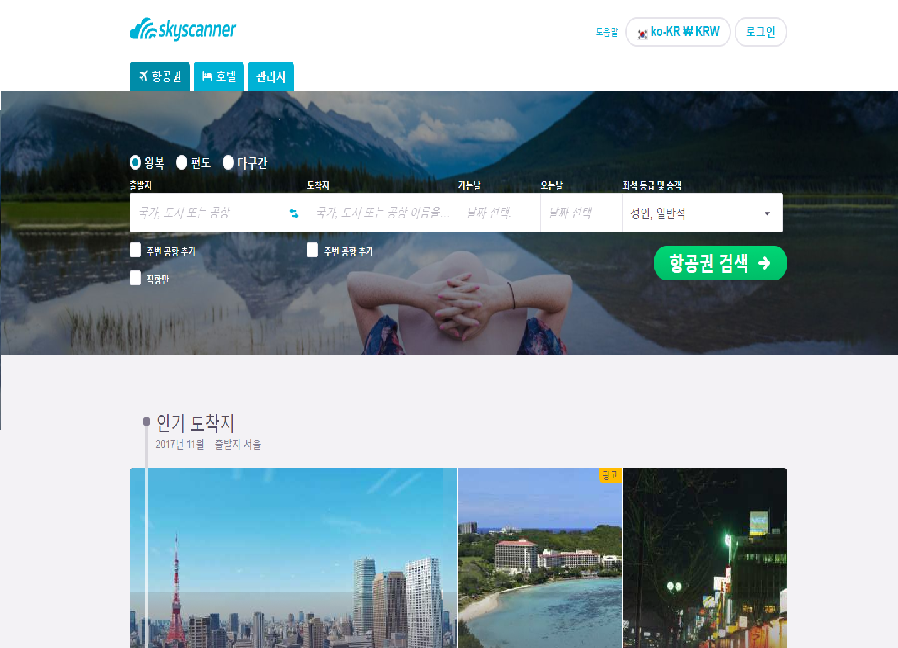 skyscanner
도움말
ko-KR ₩ KRW
로그인
항공권
호텔
관리자
왕복
편도
다구간
출발지
도착지
가는날
오는날
좌석 등급 및 승객
국가, 도시 또는 공항
국가, 도시 또는 공항 이름을...
날짜 선택
날짜 선택
성인, 일반석
주변 공항 추가
주변 공항 추가
항공권 검색
직항만
인기 도착지
2017년 11월
출발지 서울
광고